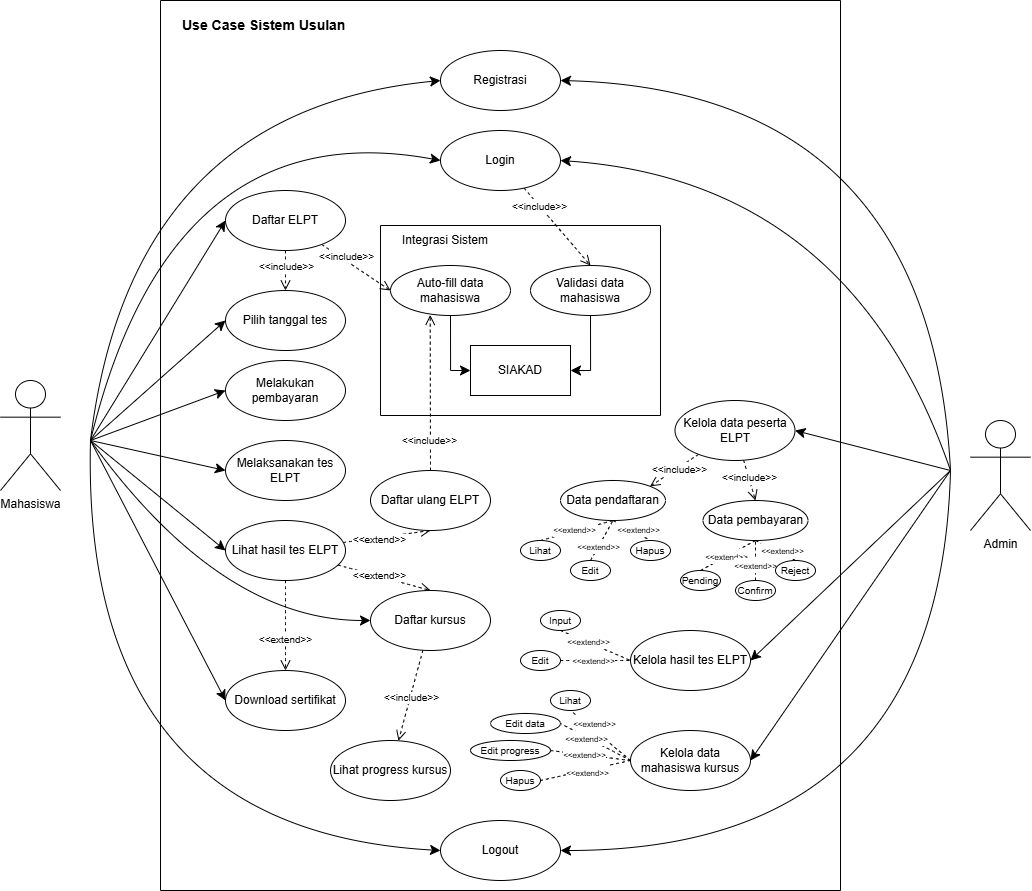 Use Case Sistem Usulan
Registrasi
Login
<<include>>
Daftar ELPT
<<include>>
<<include>>
Integrasi Sistem
Auto-fill data
mahasiswa
Validasi data
mahasiswa
SIAKAD
Pilih tanggal tes
Melakukan
pembayaran
Melaksanakan tes
ELPT
Mahasiswa
Admin
<<include>>
Daftar ulang ELPT
Lihat hasil tes ELPT
<<extend>>
<<extend>>
Daftar kursus
<<extend>>
Download sertifikat
<<include>>
Lihat progress kursus
Kelola data peserta
ELPT
<<include>>
<<include>>
Data pendaftaran
<<extend>>
<<extend>>
<<extend>>
Lihat
Edit
Hapus
Data pembayaran
<<extend>>
<<extend>>
<<extend>>
Pending
Confirm
Reject
Input
<<extend>>
Edit
<<extend>>
Kelola hasil tes ELPT
Lihat
<<extend>>
Edit data
<<extend>>
Edit progress
<<extend>>
Hapus
<<extend>>
Kelola data
mahasiswa kursus
Logout